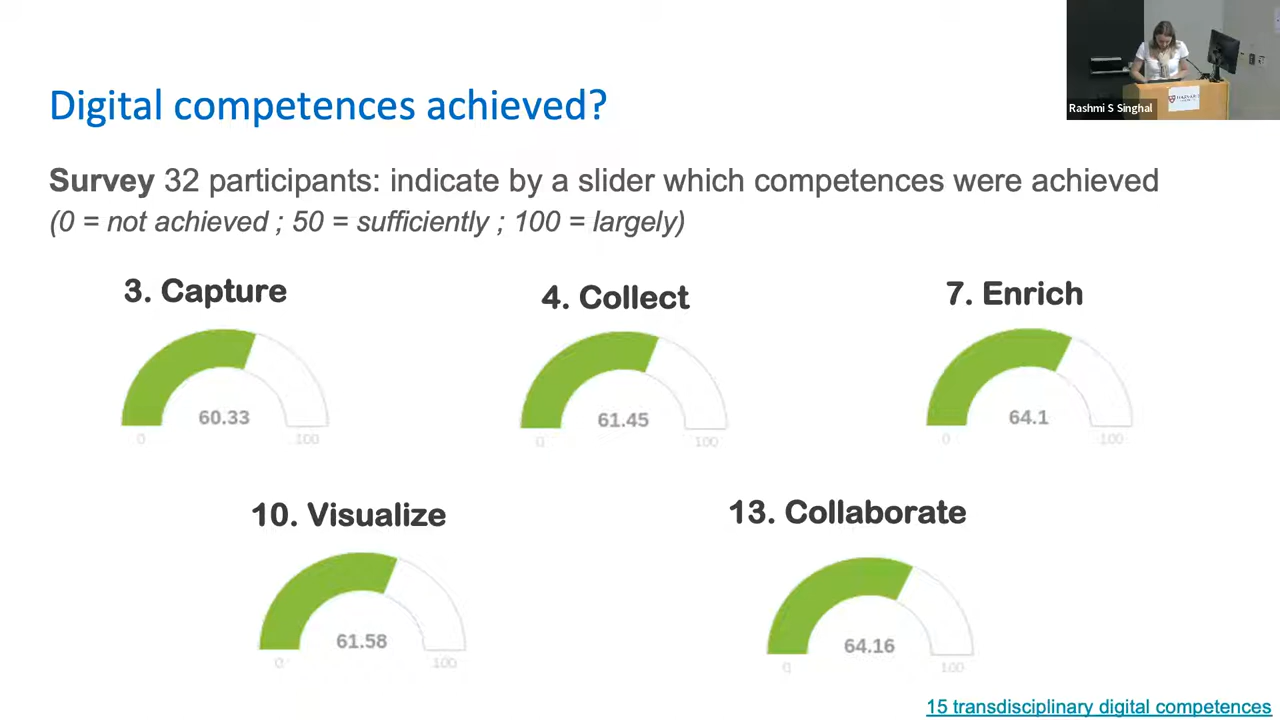 Digital competences achieved?
Rashmi S Singhal
HARVARD
Survey 32 participants: indicate by a slider which competences were achieved
(0 = not achieved ; 50 = sufficiently ; 100 = largely)
3. Capture
4. Collect
7. Enrich
60.33
0
100
61.45
0
100
64.1
0
100
10. Visualize
13. Collaborate
61.58
0
100
64.16
0
100
15 transdisciplinary digital competences